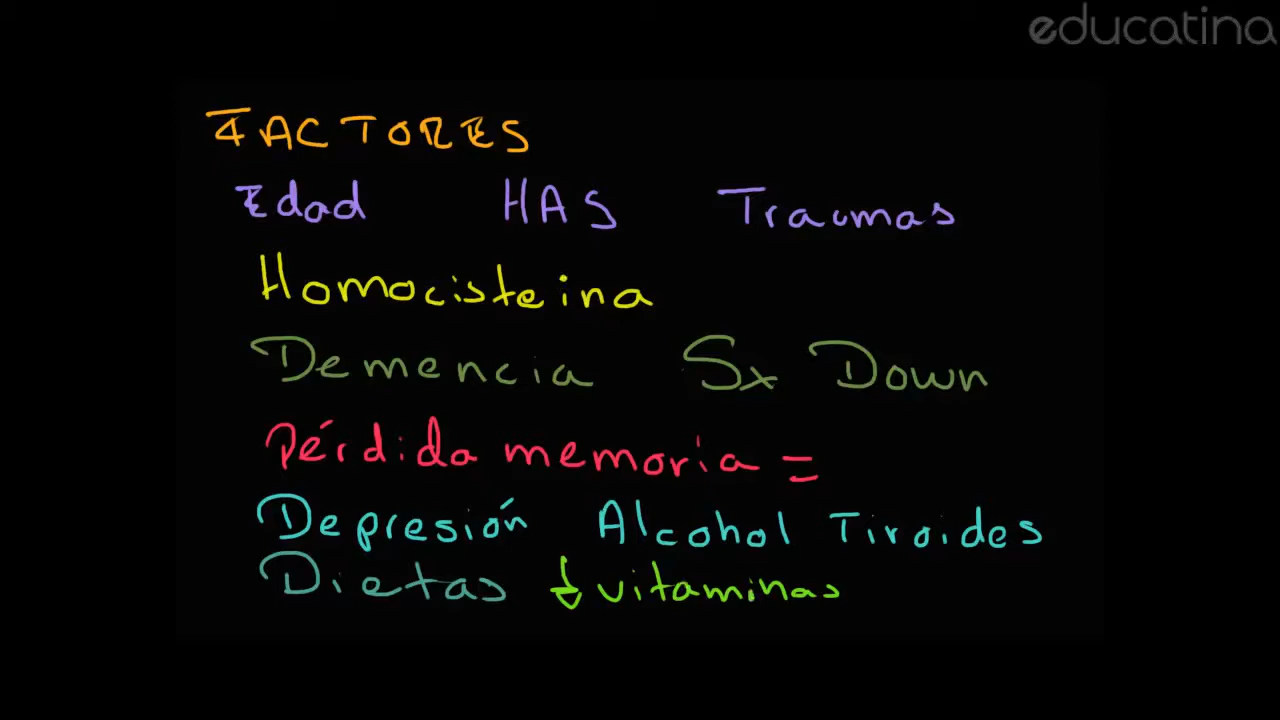 educatina
FACTORES
Edad HAS Traumas
Homocisteina
Demencia Sx Down
Pérdida memoria =
Depresión Alcohol Tiroides
Dietas ↓ vitaminas